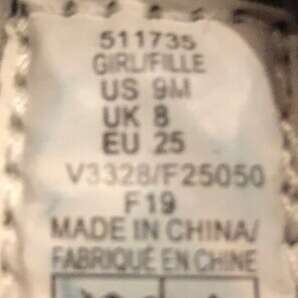 511735
GIRL/FILLE
US 9M
UK 8
EU 25
V3328/F25050
F19
MADE IN CHINA/
FABRIQUÉ EN CHINE